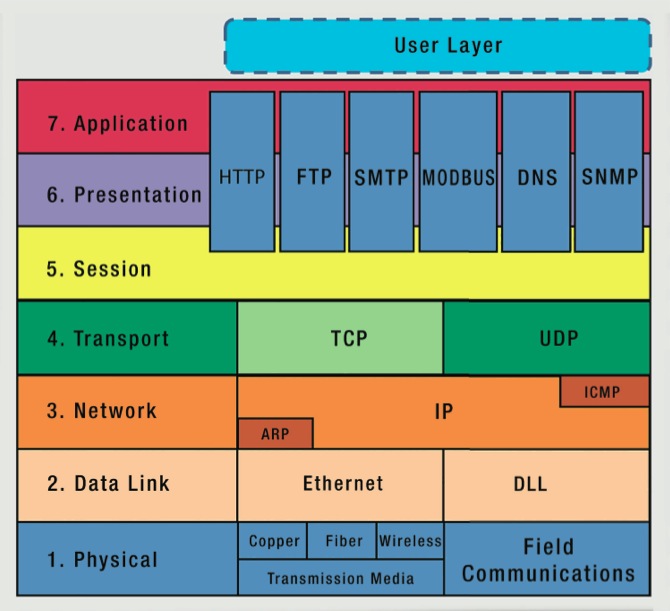 User Layer
7. Application
HTTP FTP SMTP MODBUS DNS SNMP
6. Presentation
5. Session
4. Transport TCP UDP
3. Network IP ICMP
ARP
2. Data Link Ethernet DLL
1. Physical Copper Fiber Wireless
Transmission Media
Field
Communications